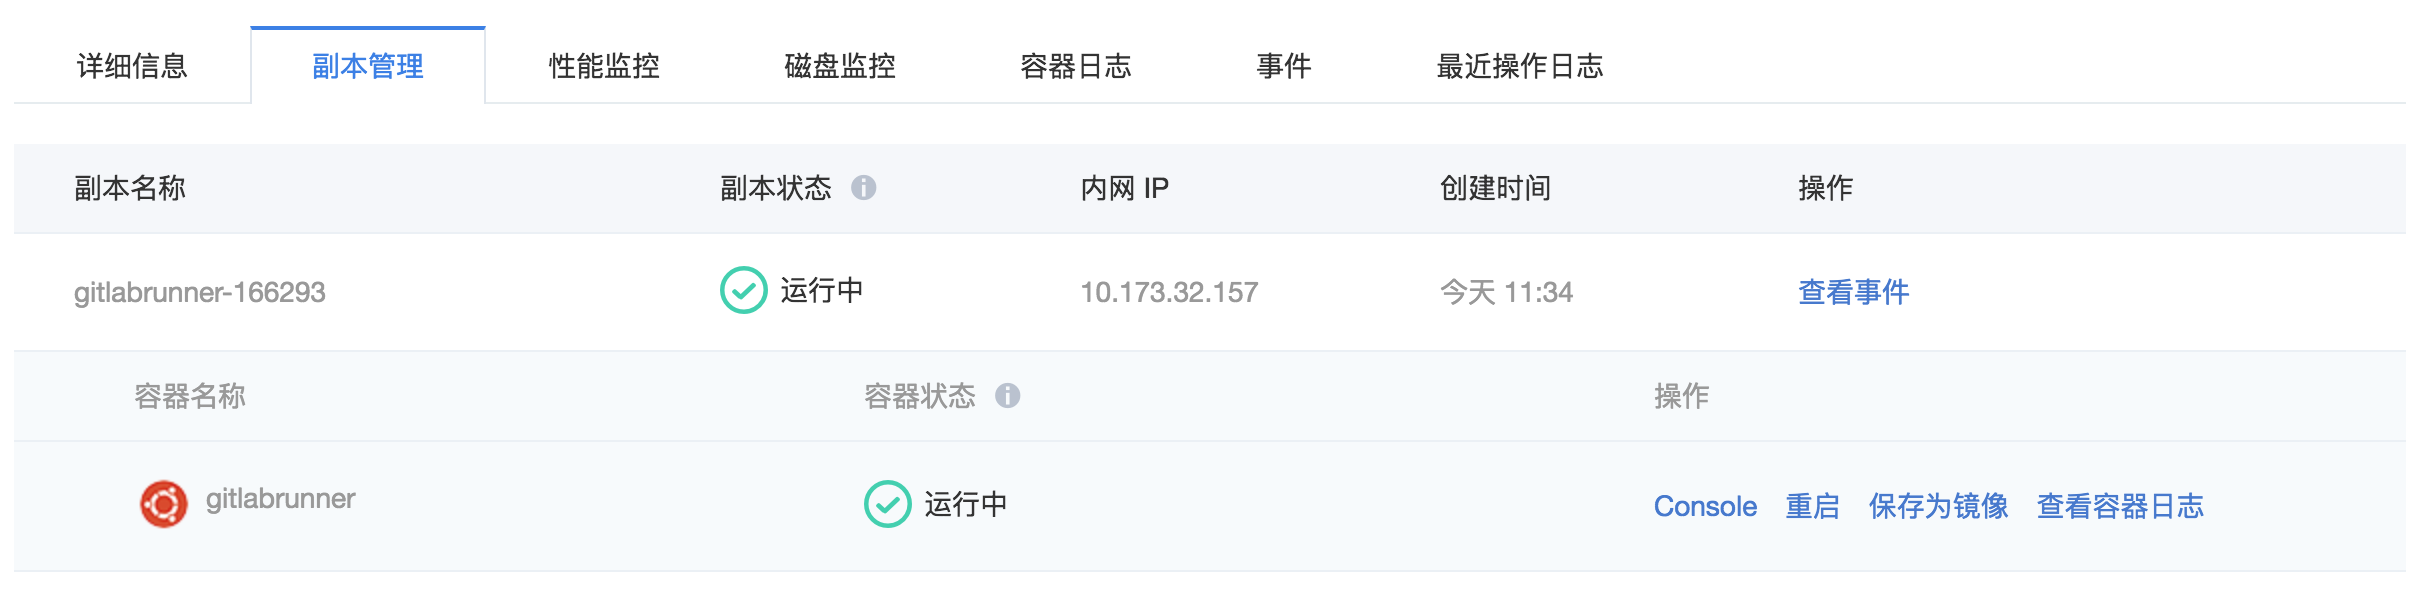 详细信息 副本管理 性能监控 磁盘监控 容器日志 事件 最近操作日志
副本名称 副本状态 内网 IP 创建时间 操作
gitlabrunner-166293 运行中 10.173.32.157 今天 11:34 查看事件
容器名称 容器状态 操作
gitlabrunner 运行中 Console 重启 保存为镜像 查看容器日志